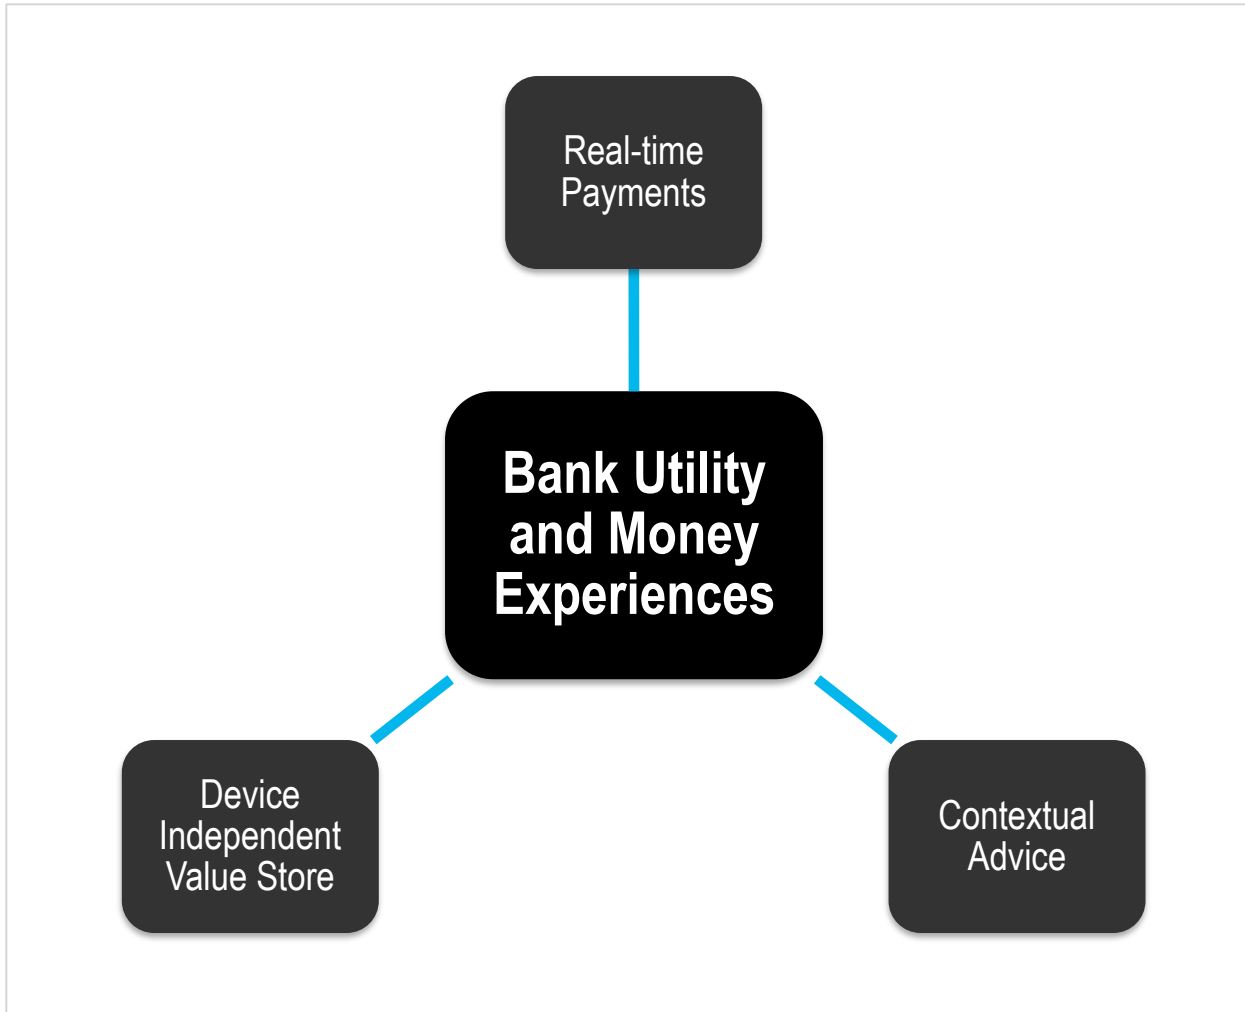 Real-time
Payments
Bank Utility
and Money
Experiences
Device
Independent
Value Store
Contextual
Advice